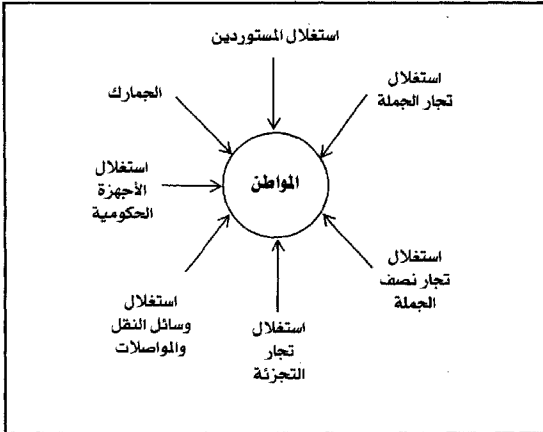 استغلال المستوردين
استغلال
تجار الجملة
الجمارك
المواطن
استغلال
الأجهزة
الحكومية
استغلال
تجار نصف
الجملة
استغلال
وسائل النقل
والمواصلات
استغلال
تجار
التجزئة